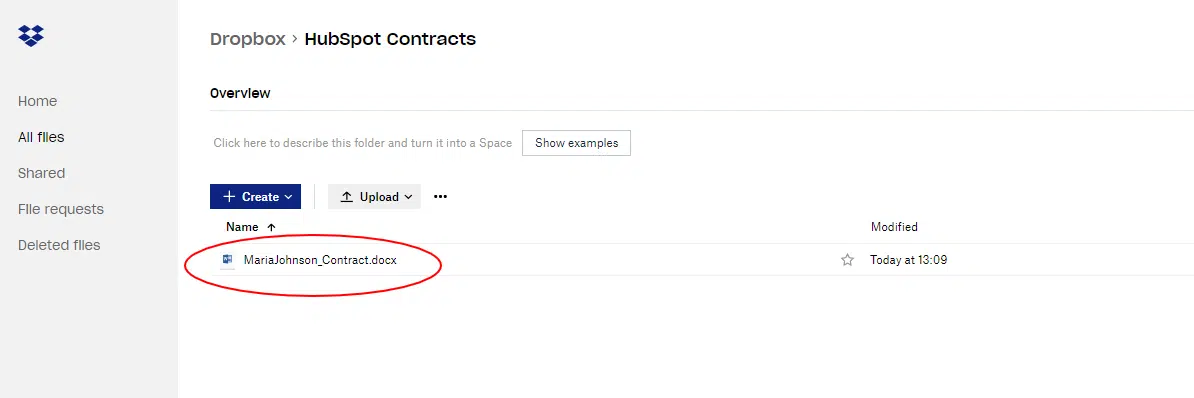 Dropbox › HubSpot Contracts
Home
All files
Shared
File requests
Deleted files
Overview
Click here to describe this folder and turn it into a Space
Show examples
Create
Upload
Name
Modified
MariaJohnson_Contract.docx
Today at 13:09